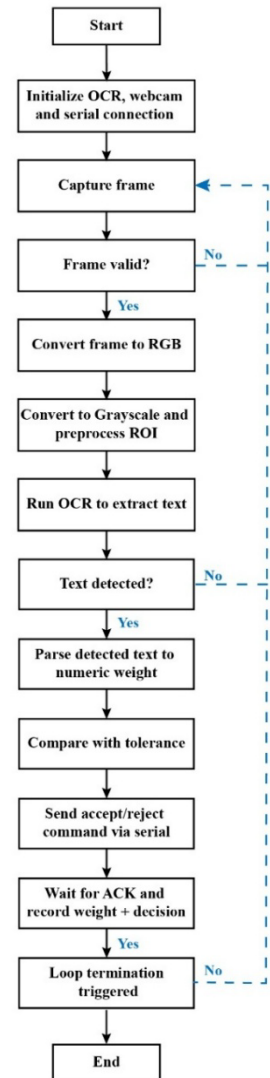 Start
Initialize OCR, webcam
and serial connection
Capture frame
Frame valid?
No
Yes
Convert frame to RGB
Convert to Grayscale and
preprocess ROI
Run OCR to extract text
Text detected?
No
Yes
Parse detected text to
numeric weight
Compare with tolerance
Send accept/reject
command via serial
Wait for ACK and
record weight + decision
Yes
Loop termination
triggered
No
End